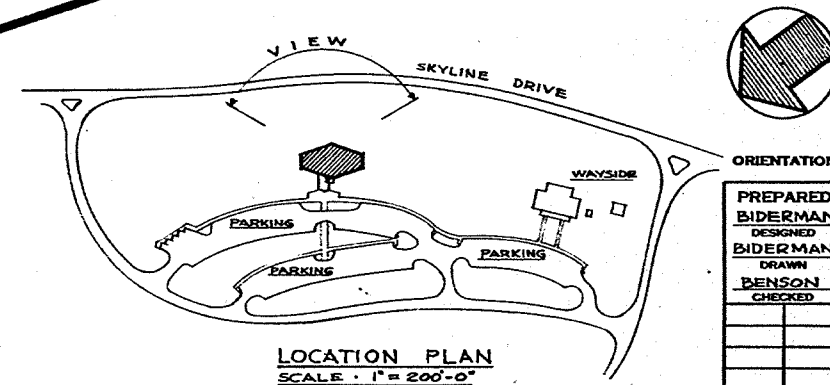 VIEW
SKYLINE DRIVE
WAYSIDE
PARKING
PARKING
PARKING
LOCATION PLAN
SCALE · 1" = 200'-0"
ORIENTATION
PREPARED
BIDERMAN
DESIGNED
BIDERMAN
DRAWN
BENSON
CHECKED